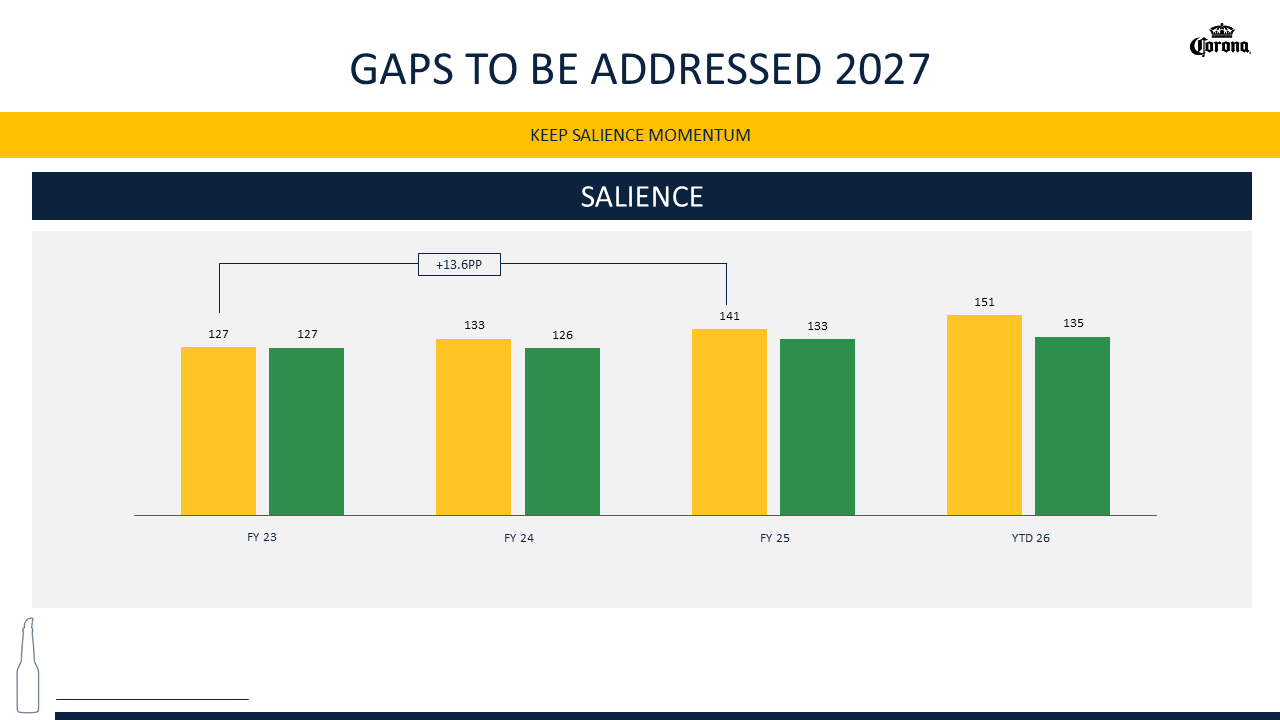 Corona
GAPS TO BE ADDRESSED 2027
KEEP SALIENCE MOMENTUM
SALIENCE
+13.6PP
127
127
133
126
141
133
151
135
FY 23
FY 24
FY 25
YTD 26